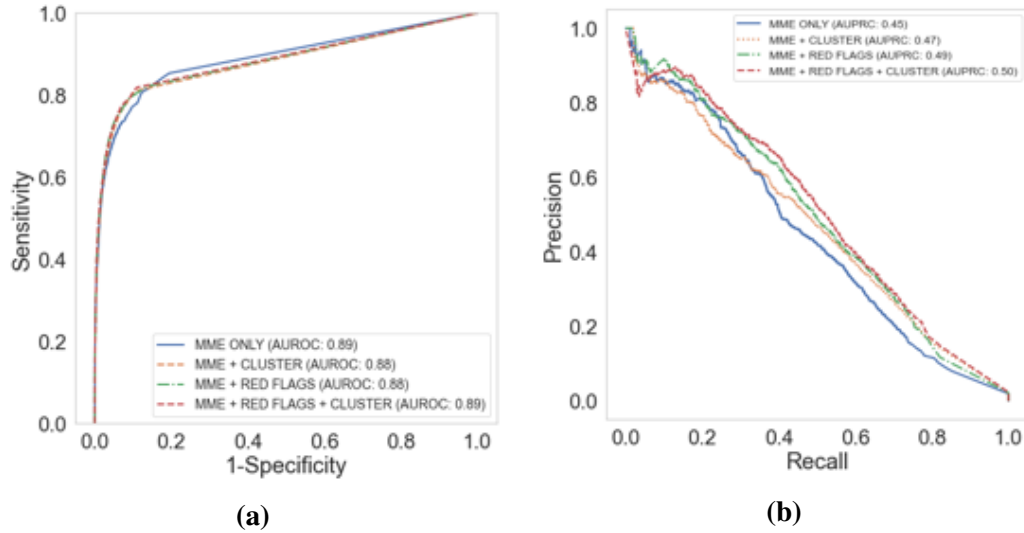 1.0
0.8
0.6
0.4
0.2
0.0
Sensitivity
MME ONLY (AUROC: 0.89)
MME + CLUSTER (AUROC: 0.88)
MME + RED FLAGS (AUROC: 0.88)
MME + RED FLAGS + CLUSTER (AUROC: 0.89)
0.0 0.2 0.4 0.6 0.8 1.0
1-Specificity
(a)
1.0
0.8
0.6
0.4
0.2
0.0
Precision
MME ONLY (AUPRC: 0.45)
MME + CLUSTER (AUPRC: 0.47)
MME + RED FLAGS (AUPRC: 0.49)
MME + RED FLAGS + CLUSTER (AUPRC: 0.50)
0.0 0.2 0.4 0.6 0.8 1.0
Recall
(b)